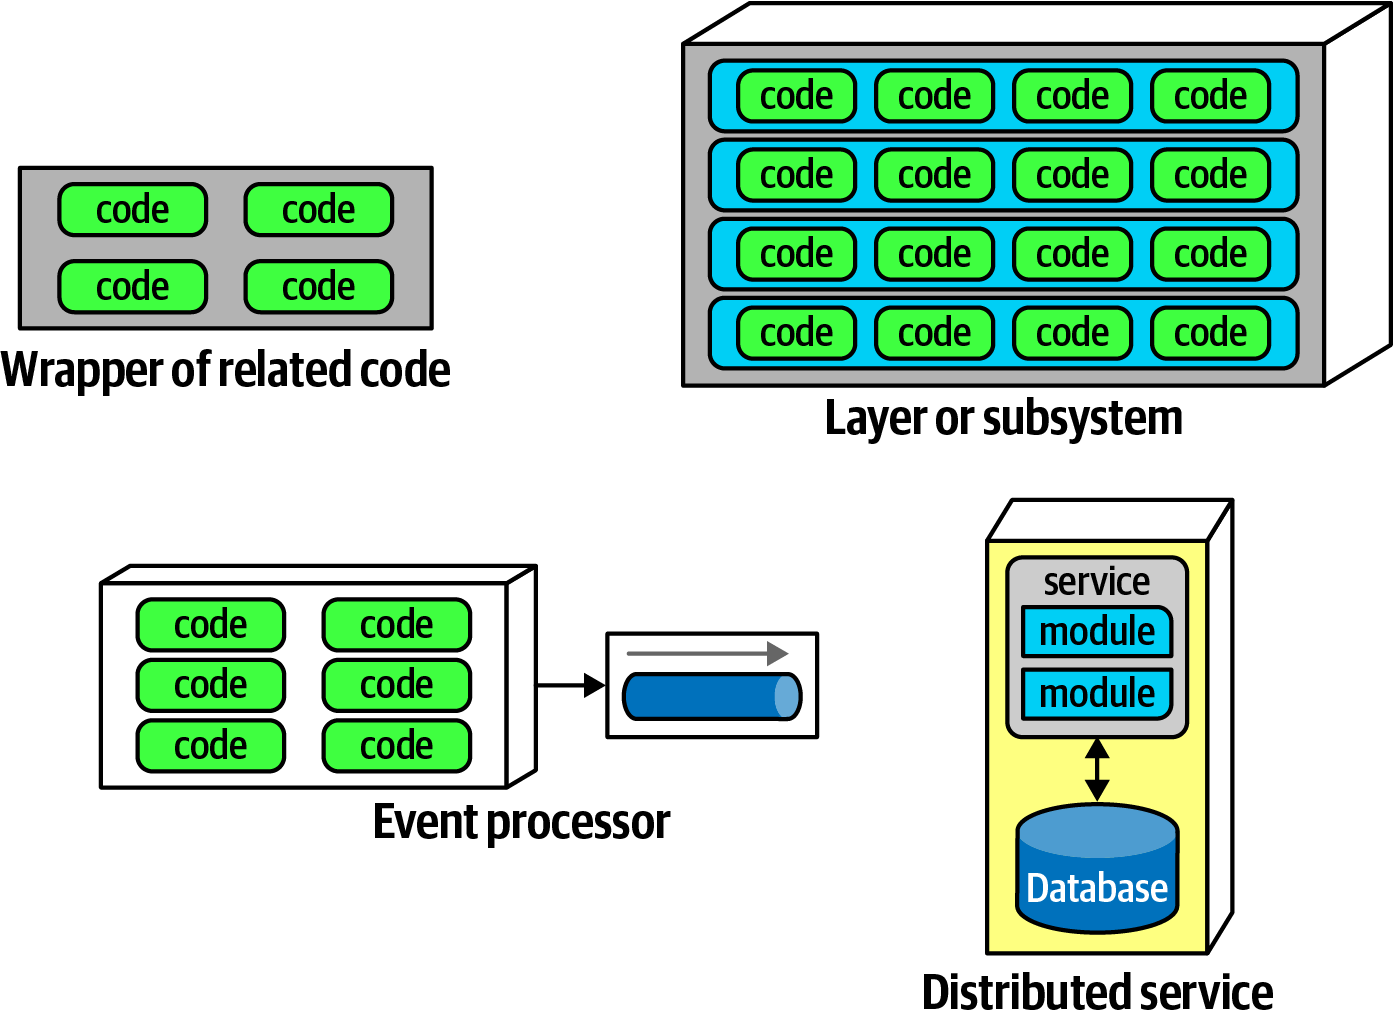 code code
code code
Wrapper of related code
code code code code
code code code code
code code code code
code code code code
Layer or subsystem
code code
code code
code code
Event processor
service
module
module
Database
Distributed service